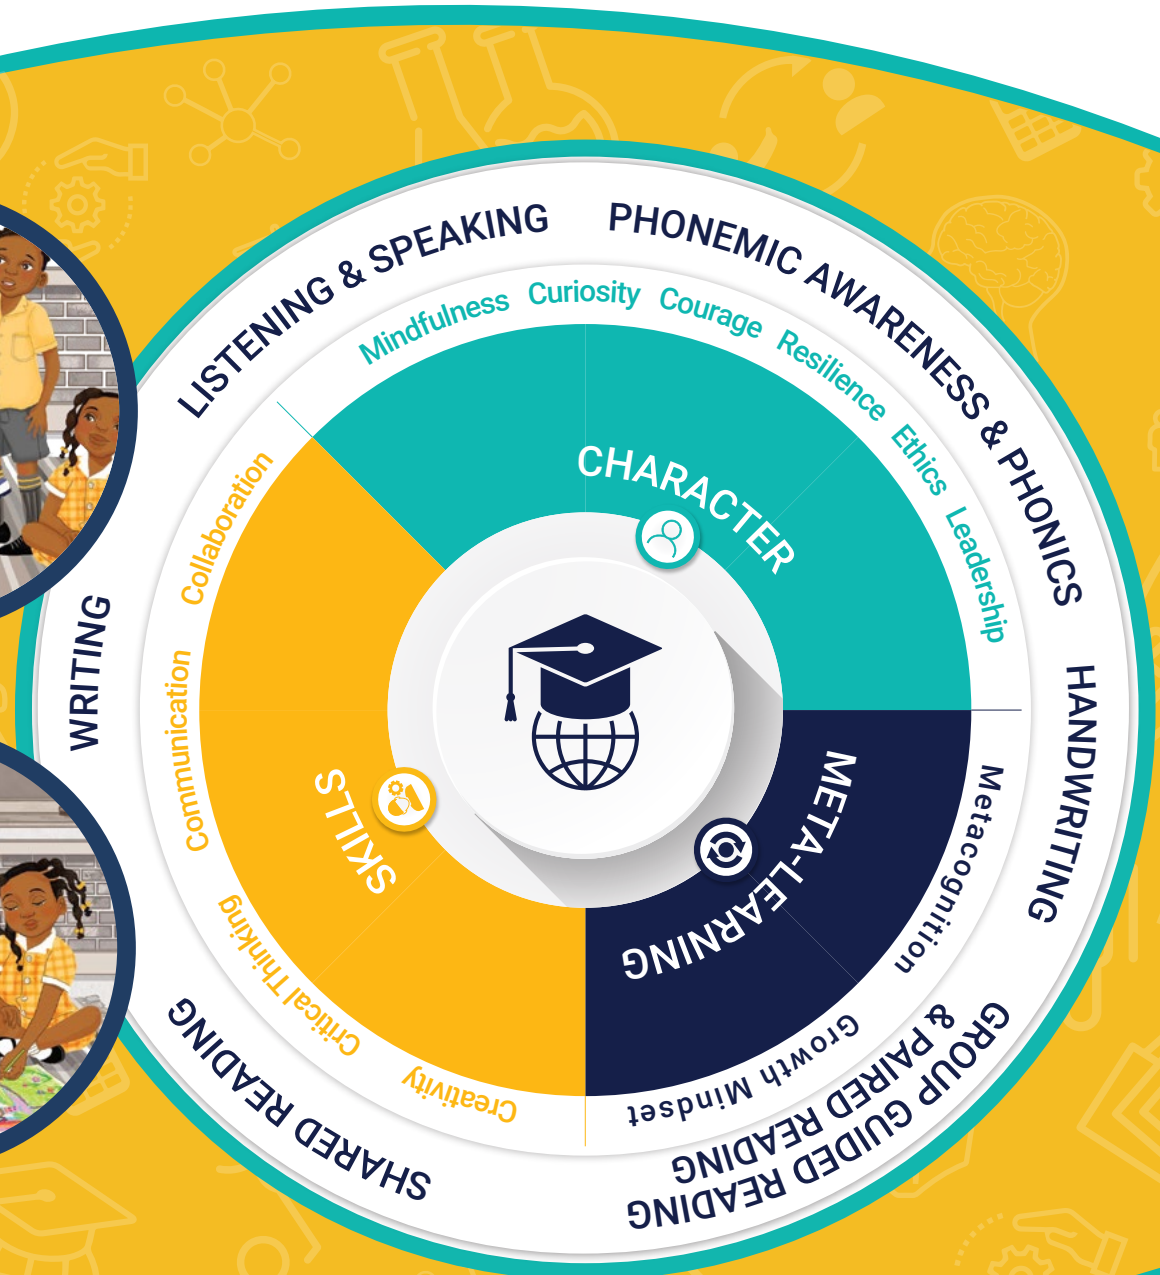 LISTENING & SPEAKING
PHONEMIC AWARENESS & PHONICS
HANDWRITING
GROUP GUIDED READING
& PAIRED READING
SHARED READING
WRITING
Mindfulness
Curiosity
Courage
Resilience
Ethics
Leadership
Metacognition
Growth Mindset
Creativity
Critical Thinking
Communication
Collaboration
CHARACTER
META-LEARNING
SKILLS